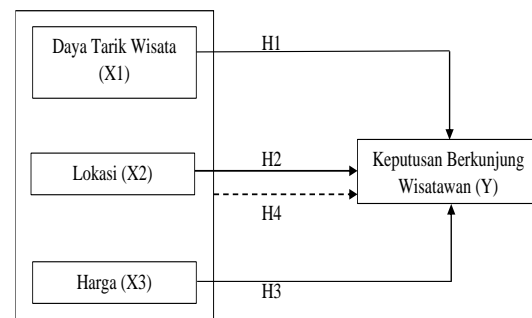 Daya Tarik Wisata
(X1)
H1
Lokasi (X2)
H2
Keputusan Berkunjung
Wisatawan (Y)
H4
Harga (X3)
H3